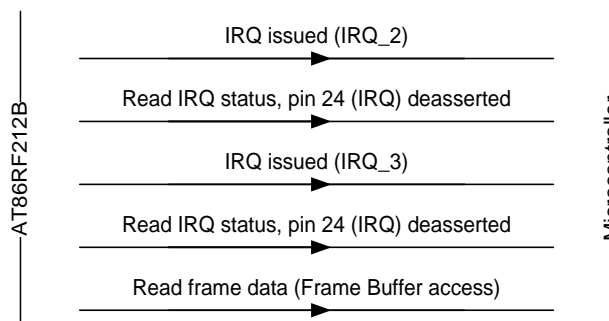 IRQ issued (IRQ_2)
Read IRQ status, pin 24 (IRQ) deasserted
IRQ issued (IRQ_3)
Read IRQ status, pin 24 (IRQ) deasserted
Read frame data (Frame Buffer access)
AT86RF212B
Microcontroller